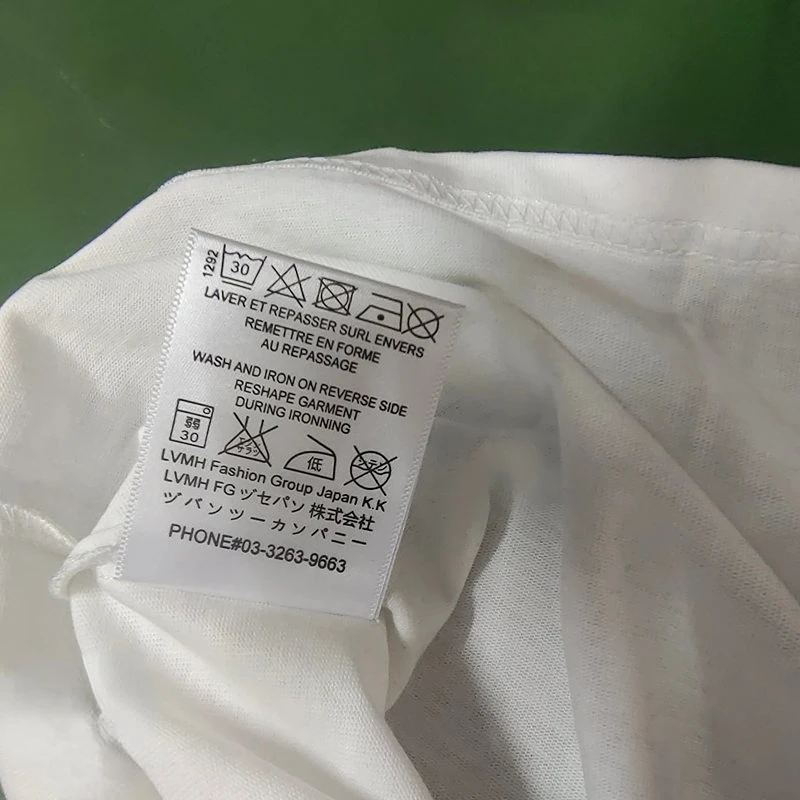 1292
30
LAVER ET REPASSER SURL ENVERS
REMETTRE EN FORME
AU REPASSAGE
WASH AND IRON ON REVERSE SIDE
RESHAPE GARMENT
DURING IRONNING
30 低
LVMH Fashion Group Japan K.K
LVMH FG ヅセパン 株式会社
ヅバンツーカンパニー
PHONE#03-3263-9663